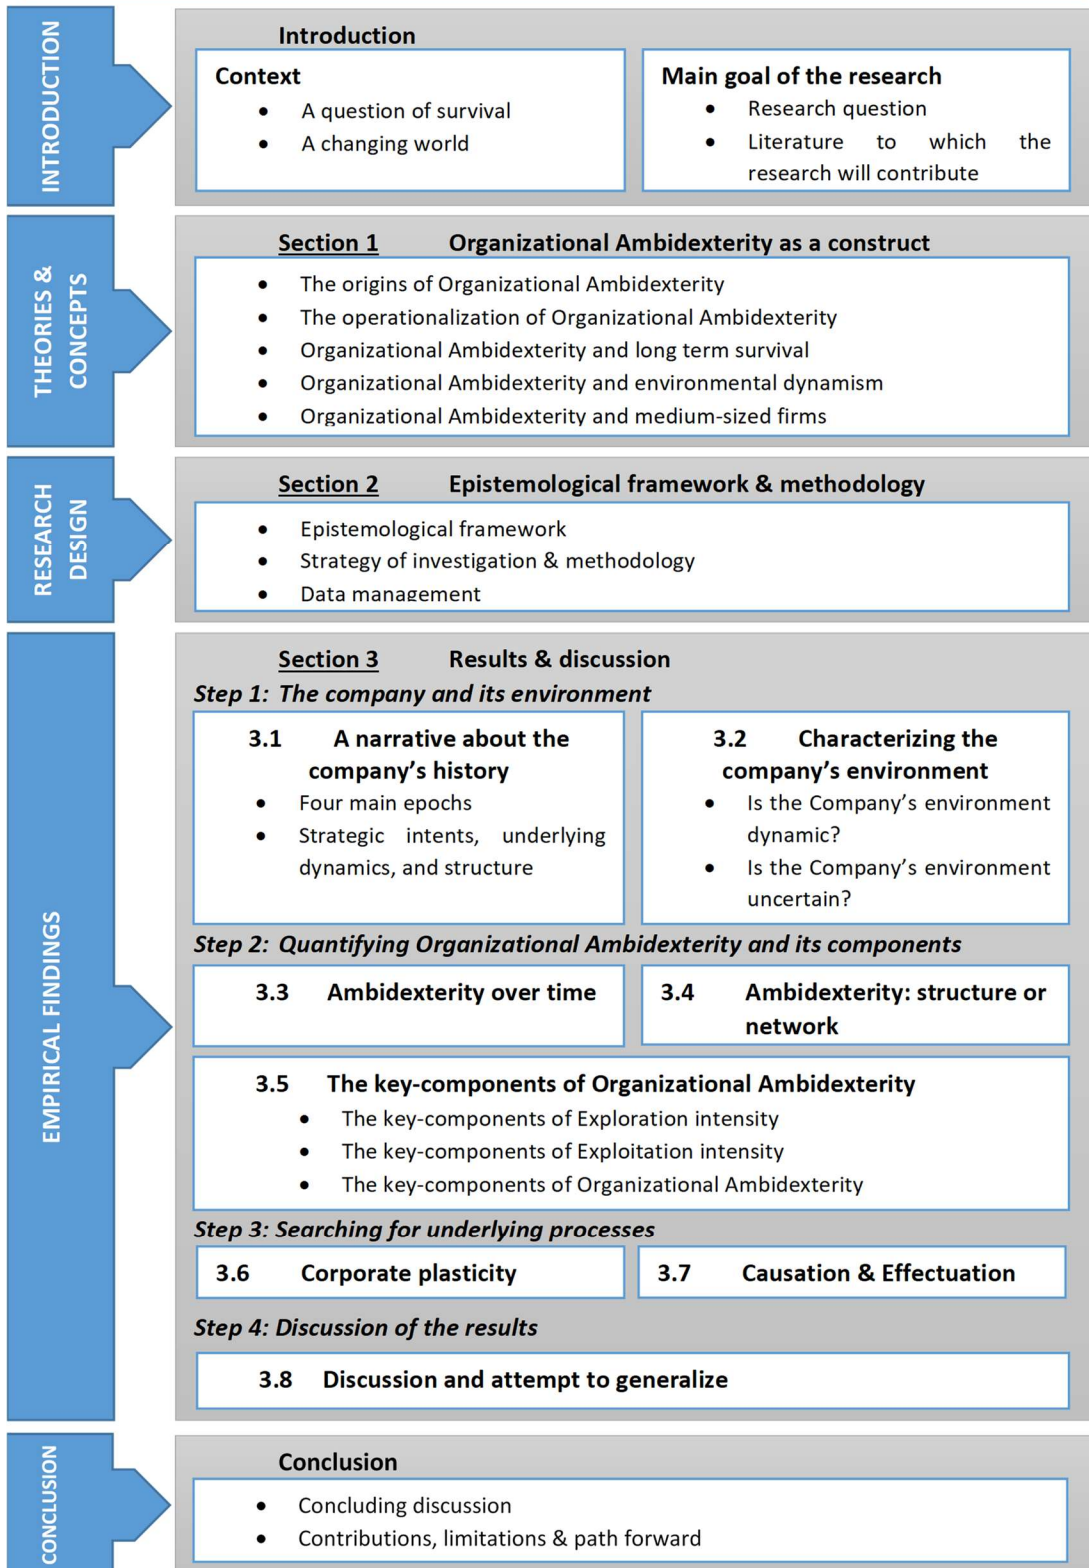 INTRODUCTION
Introduction
Context
• A question of survival
• A changing world
Main goal of the research
• Research question
• Literature to which the
research will contribute
THEORIES &
CONCEPTS
Section 1 Organizational Ambidexterity as a construct
• The origins of Organizational Ambidexterity
• The operationalization of Organizational Ambidexterity
• Organizational Ambidexterity and long term survival
• Organizational Ambidexterity and environmental dynamism
• Organizational Ambidexterity and medium-sized firms
RESEARCH
DESIGN
Section 2 Epistemological framework & methodology
• Epistemological framework
• Strategy of investigation & methodology
• Data management
EMPIRICAL FINDINGS
Section 3 Results & discussion
Step 1: The company and its environment
3.1 A narrative about the
company’s history
• Four main epochs
• Strategic intents, underlying
dynamics, and structure
3.2 Characterizing the
company’s environment
• Is the Company’s environment
dynamic?
• Is the Company’s environment
uncertain?
Step 2: Quantifying Organizational Ambidexterity and its components
3.3 Ambidexterity over time
3.4 Ambidexterity: structure or
network
3.5 The key-components of Organizational Ambidexterity
• The key-components of Exploration intensity
• The key-components of Exploitation intensity
• The key-components of Organizational Ambidexterity
Step 3: Searching for underlying processes
3.6 Corporate plasticity
3.7 Causation & Effectuation
Step 4: Discussion of the results
3.8 Discussion and attempt to generalize
CONCLUSION
Conclusion
• Concluding discussion
• Contributions, limitations & path forward